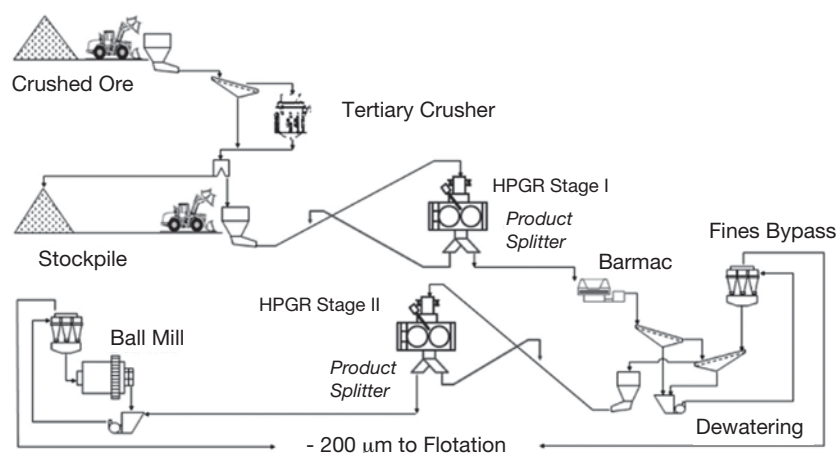 Crushed Ore
Tertiary Crusher
HPGR Stage I
Product
Splitter
Fines Bypass
Stockpile
Barmac
HPGR Stage II
Ball Mill
Product
Splitter
Dewatering
- 200 μm to Flotation